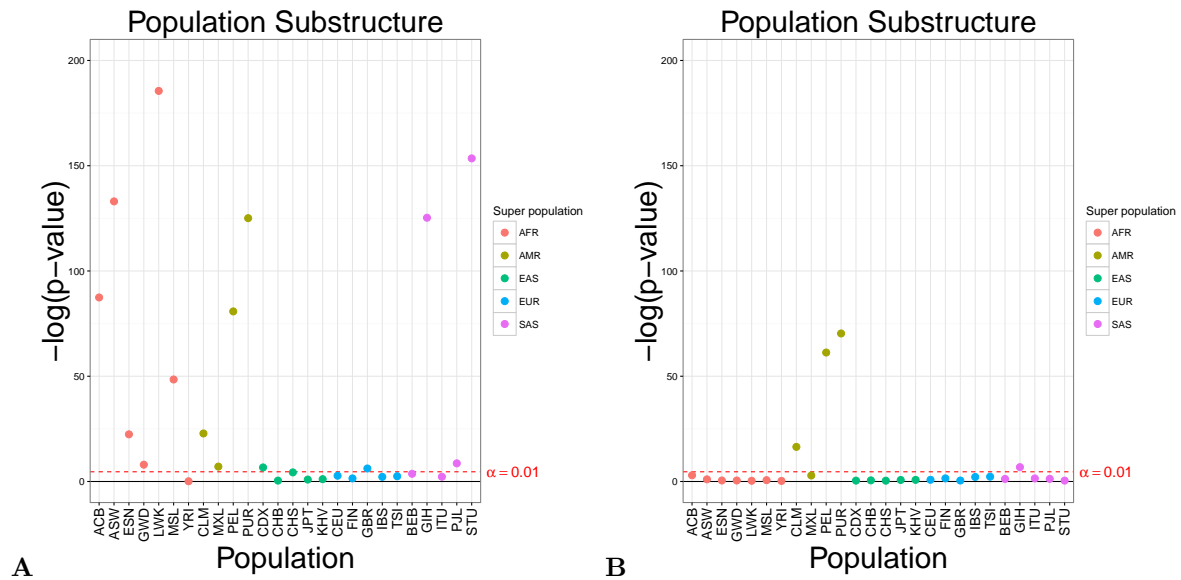 Population Substructure
−log(p−value)
200
150
100
50
0
α = 0.01
ACB
ASW
ESN
GWD
LWK
MSL
YRI
CLM
MXL
PEL
PUR
CDX
CHB
CHS
JPT
KHV
CEU
FIN
GBR
IBS
TSI
BEB
GIH
ITU
PJL
STU
Population
Super population
AFR
AMR
EAS
EUR
SAS
A
Population Substructure
−log(p−value)
200
150
100
50
0
α = 0.01
ACB
ASW
ESN
GWD
LWK
MSL
YRI
CLM
MXL
PEL
PUR
CDX
CHB
CHS
JPT
KHV
CEU
FIN
GBR
IBS
TSI
BEB
GIH
ITU
PJL
STU
Population
Super population
AFR
AMR
EAS
EUR
SAS
B